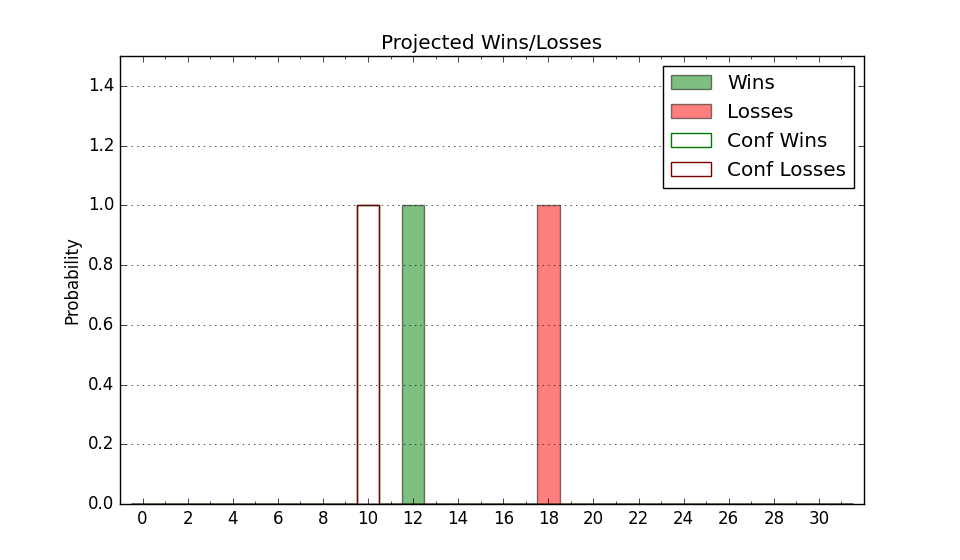 Projected Wins/Losses
Wins
Losses
Conf Wins
Conf Losses
Probability
1.4
1.2
1.0
0.8
0.6
0.4
0.2
0.0
0 2 4 6 8 10 12 14 16 18 20 22 24 26 28 30